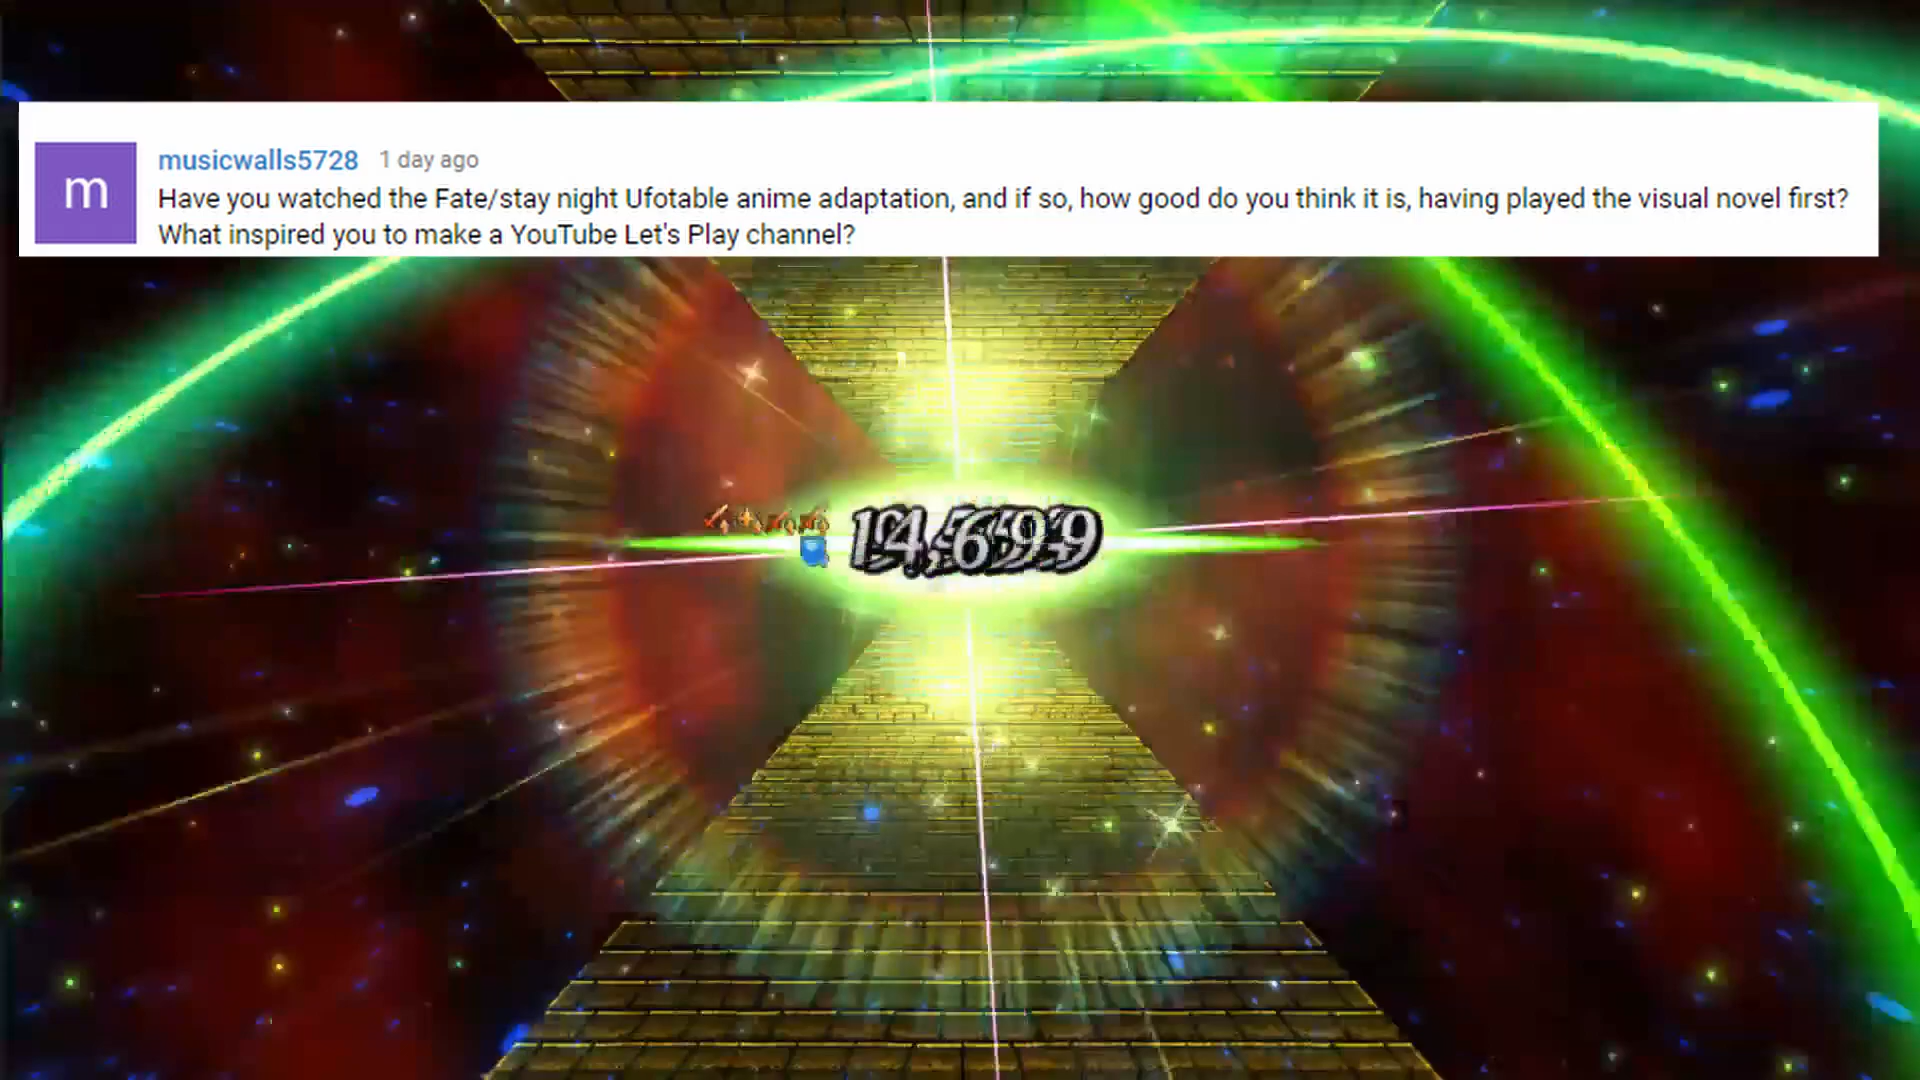 m
musicwalls5728 1 day ago
Have you watched the Fate/stay night Ufotable anime adaptation, and if so, how good do you think it is, having played the visual novel first?
What inspired you to make a YouTube Let's Play channel?